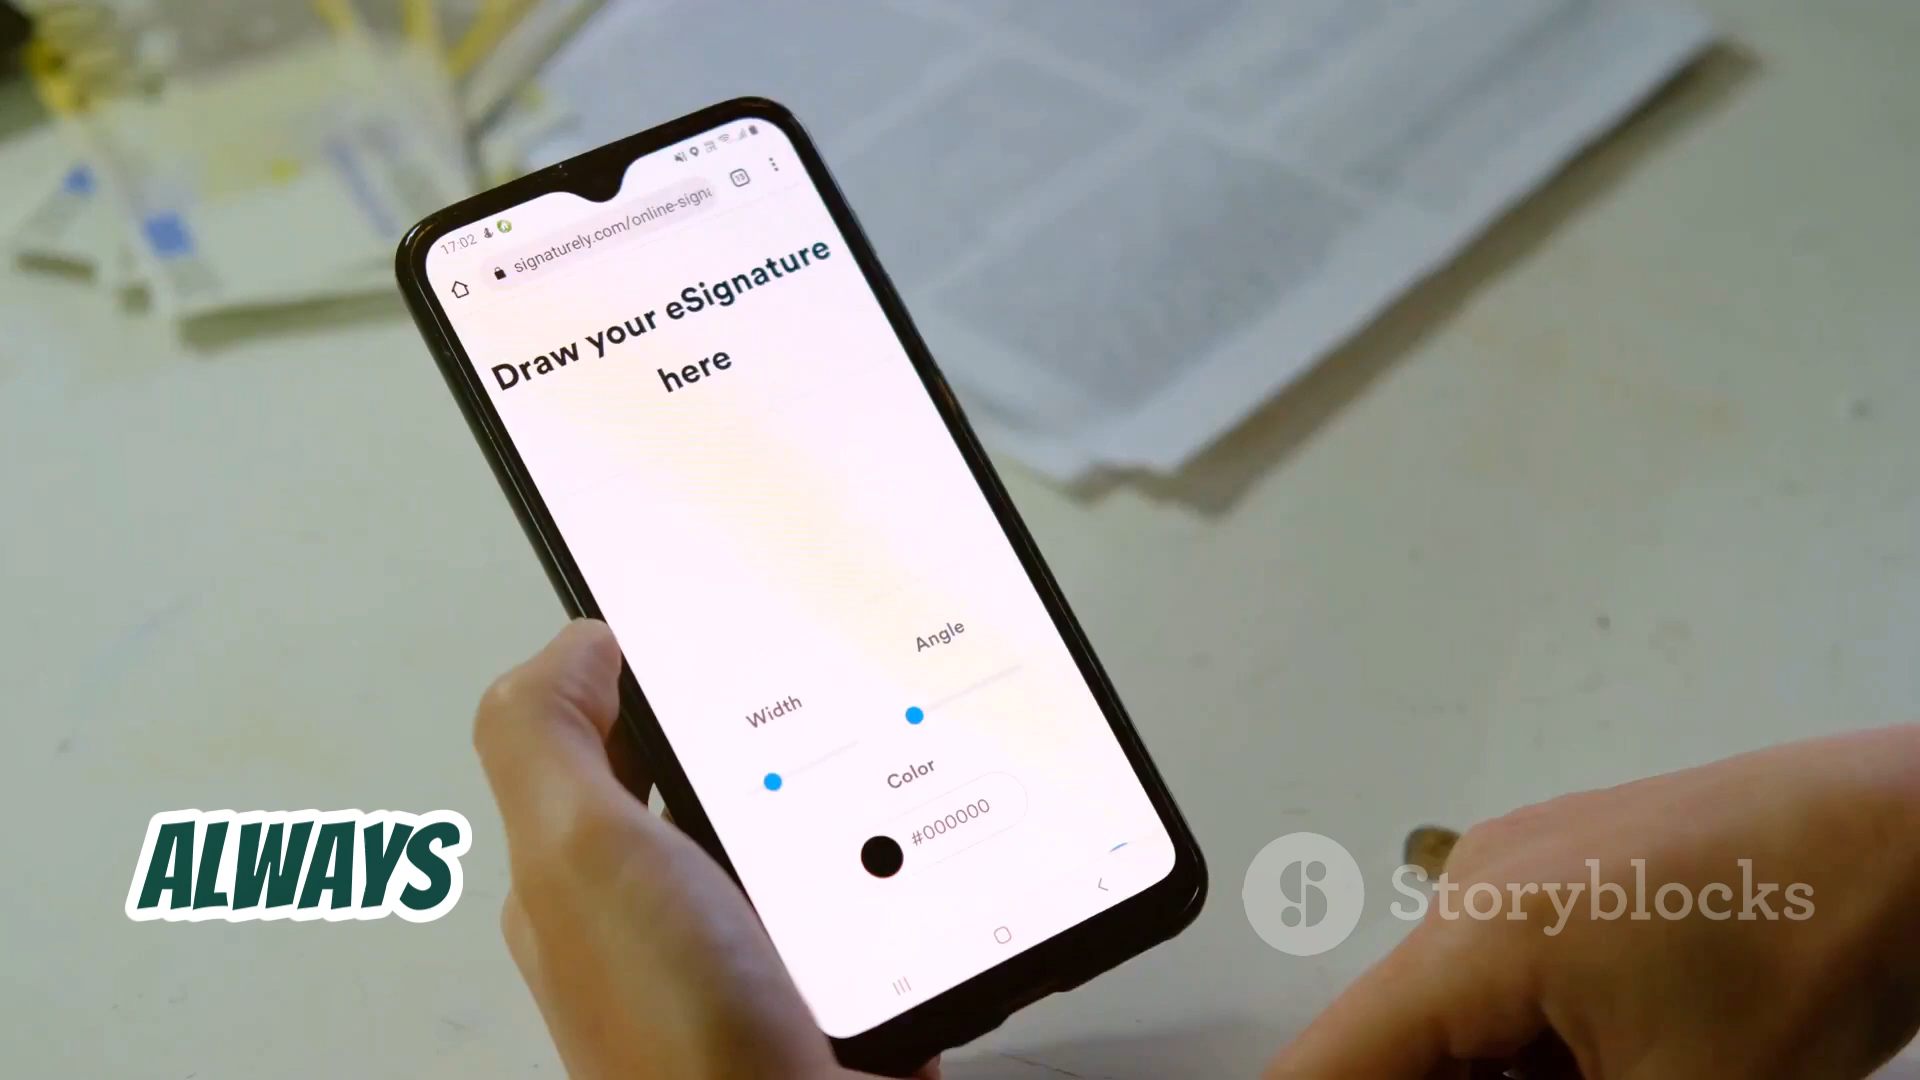 17:02
signaturely.com/online-signa
Draw your eSignature
here
Angle
Width
Color
#000000
ALWAYS
Storyblocks